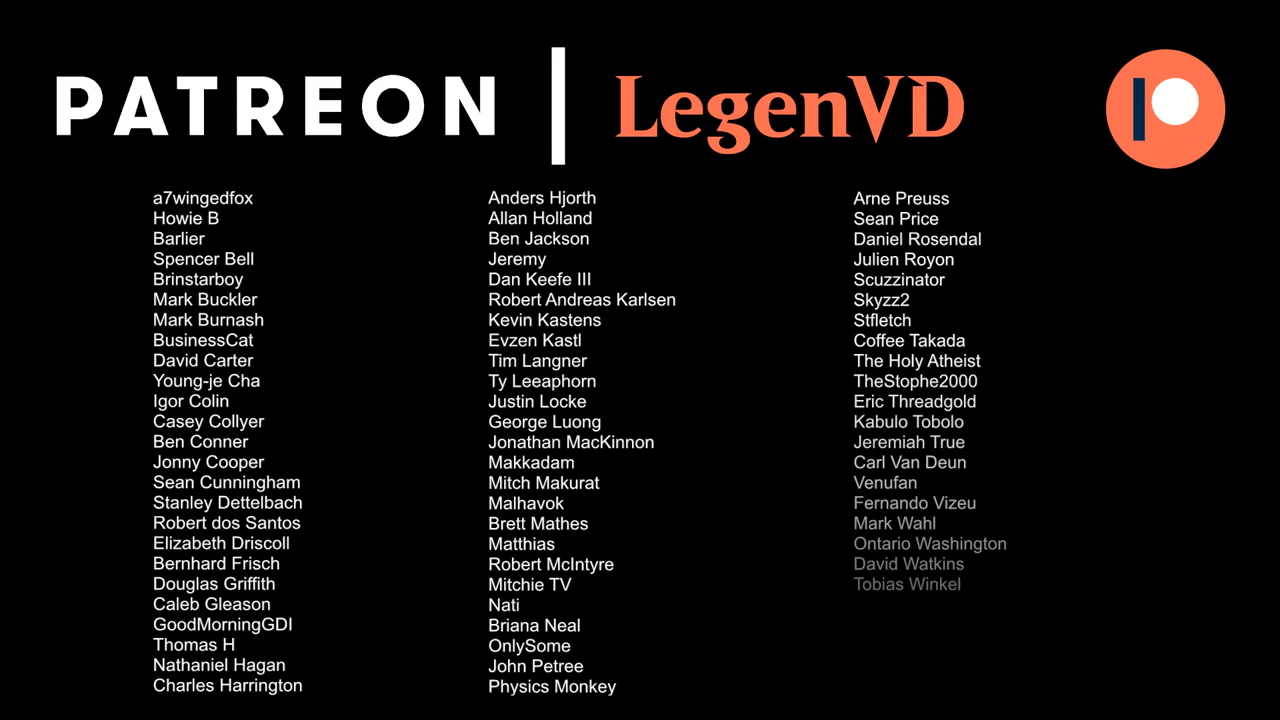 PATREON | LegenVD
a7wingedfox
Howie B
Barlier
Spencer Bell
Brinstarboy
Mark Buckler
Mark Burnash
BusinessCat
David Carter
Young-je Cha
Igor Colin
Casey Collyer
Ben Conner
Jonny Cooper
Sean Cunningham
Stanley Dettelbach
Robert dos Santos
Elizabeth Driscoll
Bernhard Frisch
Douglas Griffith
Caleb Gleason
GoodMorningGDI
Thomas H
Nathaniel Hagan
Charles Harrington
Anders Hjorth
Allan Holland
Ben Jackson
Jeremy
Dan Keefe III
Robert Andreas Karlsen
Kevin Kastens
Evzen Kastl
Tim Langner
Ty Leeaphorn
Justin Locke
George Luong
Jonathan MacKinnon
Makkadam
Mitch Makurat
Malhavok
Brett Mathes
Matthias
Robert McIntyre
Mitchie TV
Nati
Briana Neal
OnlySome
John Petree
Physics Monkey
Arne Preuss
Sean Price
Daniel Rosendal
Julien Royon
Scuzzinator
Skyzz2
Stfletch
Coffee Takada
The Holy Atheist
TheStophe2000
Eric Threadgold
Kabulo Tobolo
Jeremiah True
Carl Van Deun
Venufan
Fernando Vizeu
Mark Wahl
Ontario Washington
David Watkins
Tobias Winkel